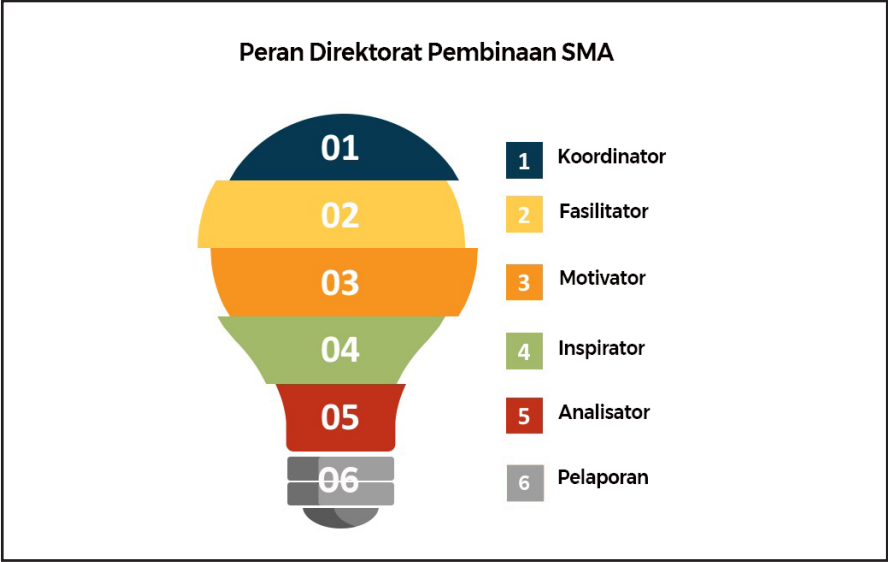 Peran Direktorat Pembinaan SMA
01
02
03
04
05
06
1 Koordinator
2 Fasilitator
3 Motivator
4 Inspirator
5 Analisator
6 Pelaporan